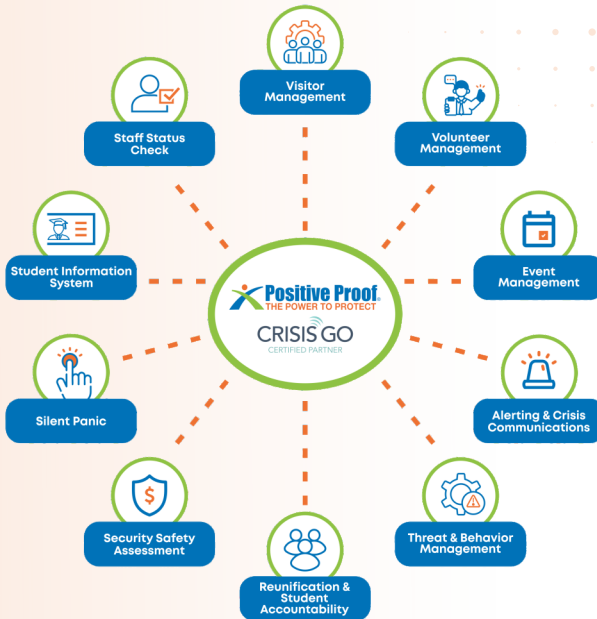 Visitor
Management
Staff Status
Check
Volunteer
Management
Student Information
System
Positive Proof®
THE POWER TO PROTECT
CRISIS GO
CERTIFIED PARTNER
Event
Management
Silent Panic
Alerting & Crisis
Communications
$
Security Safety
Assessment
Threat & Behavior
Management
Reunification &
Student
Accountability